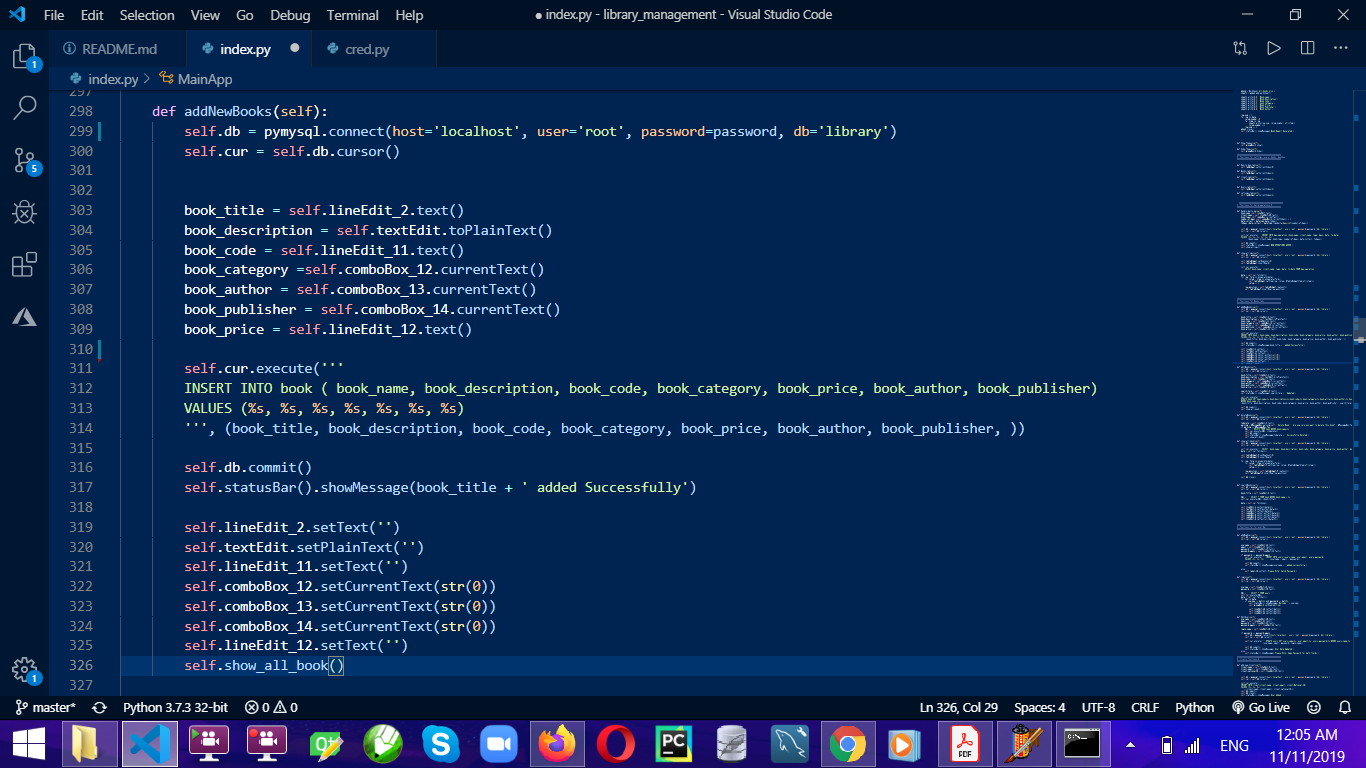 File Edit Selection View Go Debug Terminal Help ● index.py - library_management - Visual Studio Code
README.md index.py cred.py
index.py > MainApp
297
298 def addNewBooks(self):
299 self.db = pymysql.connect(host='localhost', user='root', password=password, db='library')
300 self.cur = self.db.cursor()
301
302
303 book_title = self.lineEdit_2.text()
304 book_description = self.textEdit.toPlainText()
305 book_code = self.lineEdit_11.text()
306 book_category =self.comboBox_12.currentText()
307 book_author = self.comboBox_13.currentText()
308 book_publisher = self.comboBox_14.currentText()
309 book_price = self.lineEdit_12.text()
310
311 self.cur.execute('''
312 INSERT INTO book ( book_name, book_description, book_code, book_category, book_price, book_author, book_publisher)
313 VALUES (%s, %s, %s, %s, %s, %s, %s)
314 ''', (book_title, book_description, book_code, book_category, book_price, book_author, book_publisher, ))
315
316 self.db.commit()
317 self.statusBar().showMessage(book_title + ' added Successfully')
318
319 self.lineEdit_2.setText('')
320 self.textEdit.setPlainText('')
321 self.lineEdit_11.setText('')
322 self.comboBox_12.setCurrentText(str(0))
323 self.comboBox_13.setCurrentText(str(0))
324 self.comboBox_14.setCurrentText(str(0))
325 self.lineEdit_12.setText('')
326 self.show_all_book()
327
1
5
1
master* Python 3.7.3 32-bit 0 0 Ln 326, Col 29 Spaces: 4 UTF-8 CRLF Python Go Live
qt PC PDF ENG 12:05 AM
11/11/2019